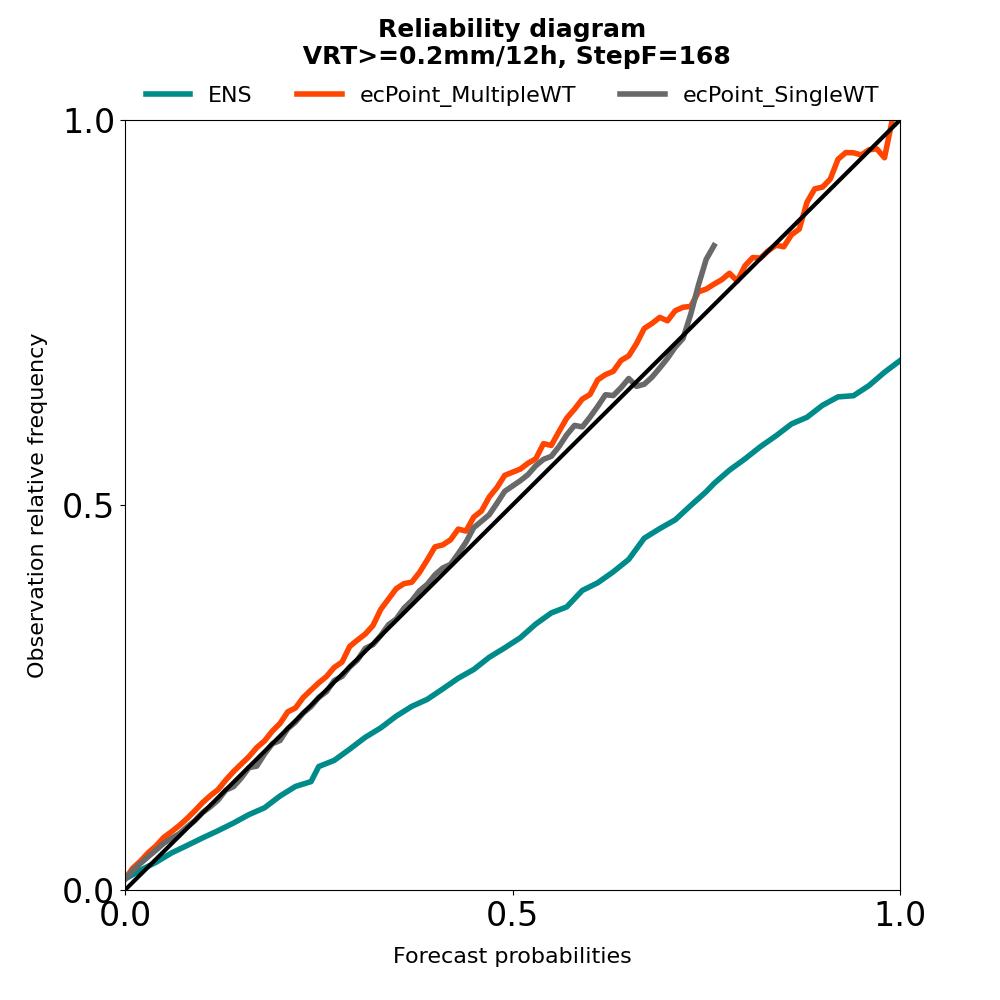 Reliability diagram
VRT>=0.2mm/12h, StepF=168
ENS
ecPoint_MultipleWT
ecPoint_SingleWT
1.0
0.5
0.0
Observation relative frequency
0.0
0.5
1.0
Forecast probabilities